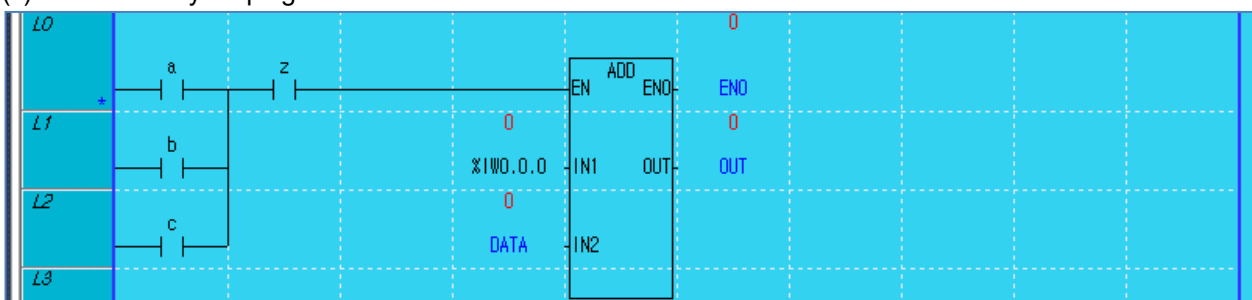 L0
0
a
z
ADD
EN
ENO
ENO
*
L1
0
0
b
%IW0.0.0
IN1
OUT
OUT
L2
0
c
DATA
IN2
L3